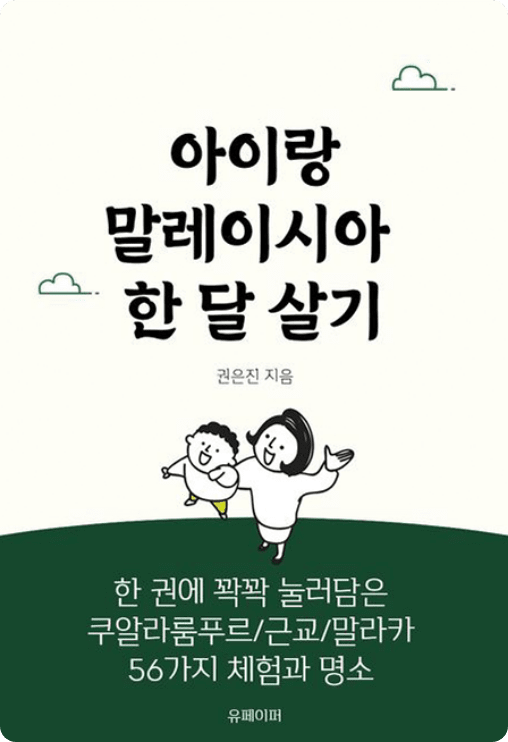 아이랑
말레이시아
한 달 살기
권은진 지음
한 권에 꽉꽉 눌러담은
쿠알라룸푸르/근교/말라카
56가지 체험과 명소
유페이퍼